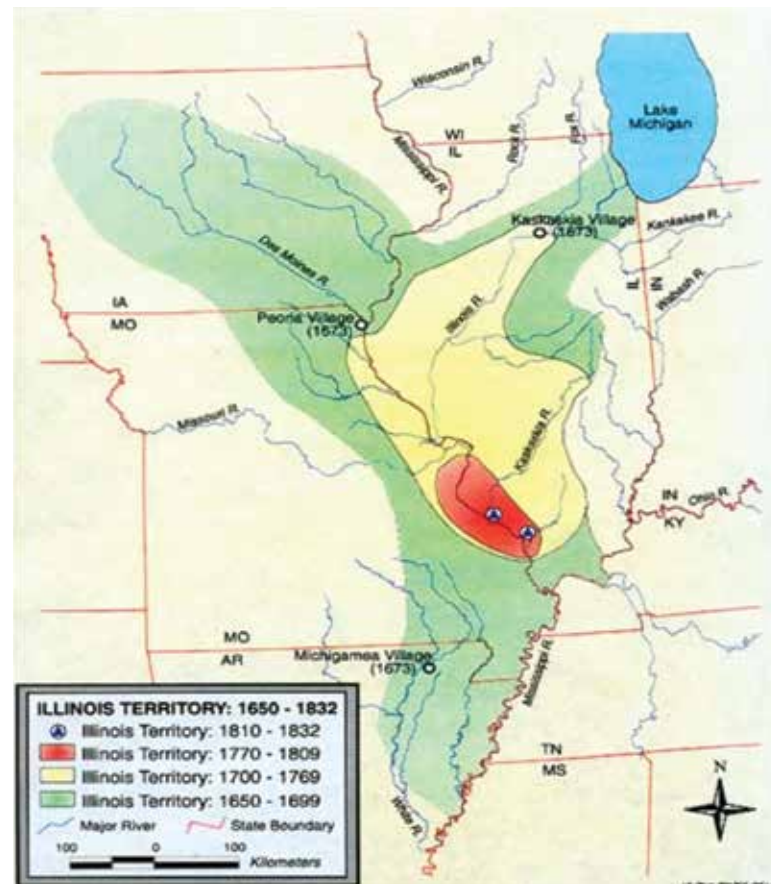 Wisconsin R.
Lake
Michigan
WI
IL
Rock R.
Fox R.
Mississippi R.
Kaskaskia Village
(1673)
Kankakee R.
Des Moines R.
IL
IN
Wabash R.
IA
MO
Peoria Village
(1673)
Illinois R.
Missouri R.
Kaskaskia R.
IN
KY
Ohio R.
MO
AR
Michigamea Village
(1673)
Mississippi R.
TN
MS
White R.
N
ILLINOIS TERRITORY: 1650 - 1832
Illinois Territory: 1810 - 1832
Illinois Territory: 1770 - 1809
Illinois Territory: 1700 - 1769
Illinois Territory: 1650 - 1699
Major River
State Boundary
100 0 100
Kilometers